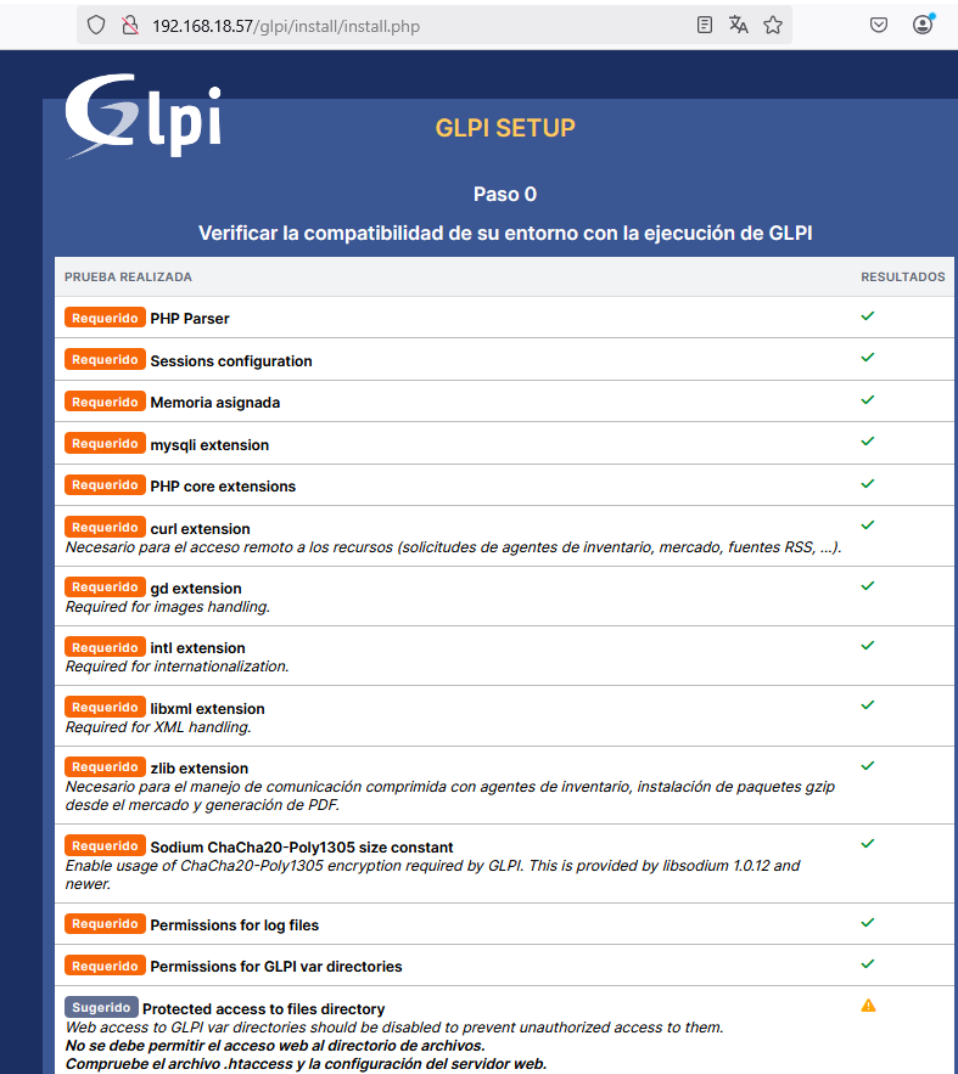 192.168.18.57/glpi/install/install.php
Glpi
GLPI SETUP
Paso 0
Verificar la compatibilidad de su entorno con la ejecución de GLPI
PRUEBA REALIZADA RESULTADOS
Requerido PHP Parser
Requerido Sessions configuration
Requerido Memoria asignada
Requerido mysqli extension
Requerido PHP core extensions
Requerido curl extension
Necesario para el acceso remoto a los recursos (solicitudes de agentes de inventario, mercado, fuentes RSS, ...).
Requerido gd extension
Required for images handling.
Requerido intl extension
Required for internationalization.
Requerido libxml extension
Required for XML handling.
Requerido zlib extension
Necesario para el manejo de comunicación comprimida con agentes de inventario, instalación de paquetes gzip
desde el mercado y generación de PDF.
Requerido Sodium ChaCha20-Poly1305 size constant
Enable usage of ChaCha20-Poly1305 encryption required by GLPI. This is provided by libsodium 1.0.12 and
newer.
Requerido Permissions for log files
Requerido Permissions for GLPI var directories
Sugerido Protected access to files directory
Web access to GLPI var directories should be disabled to prevent unauthorized access to them.
No se debe permitir el acceso web al directorio de archivos.
Compruebe el archivo .htaccess y la configuración del servidor web.